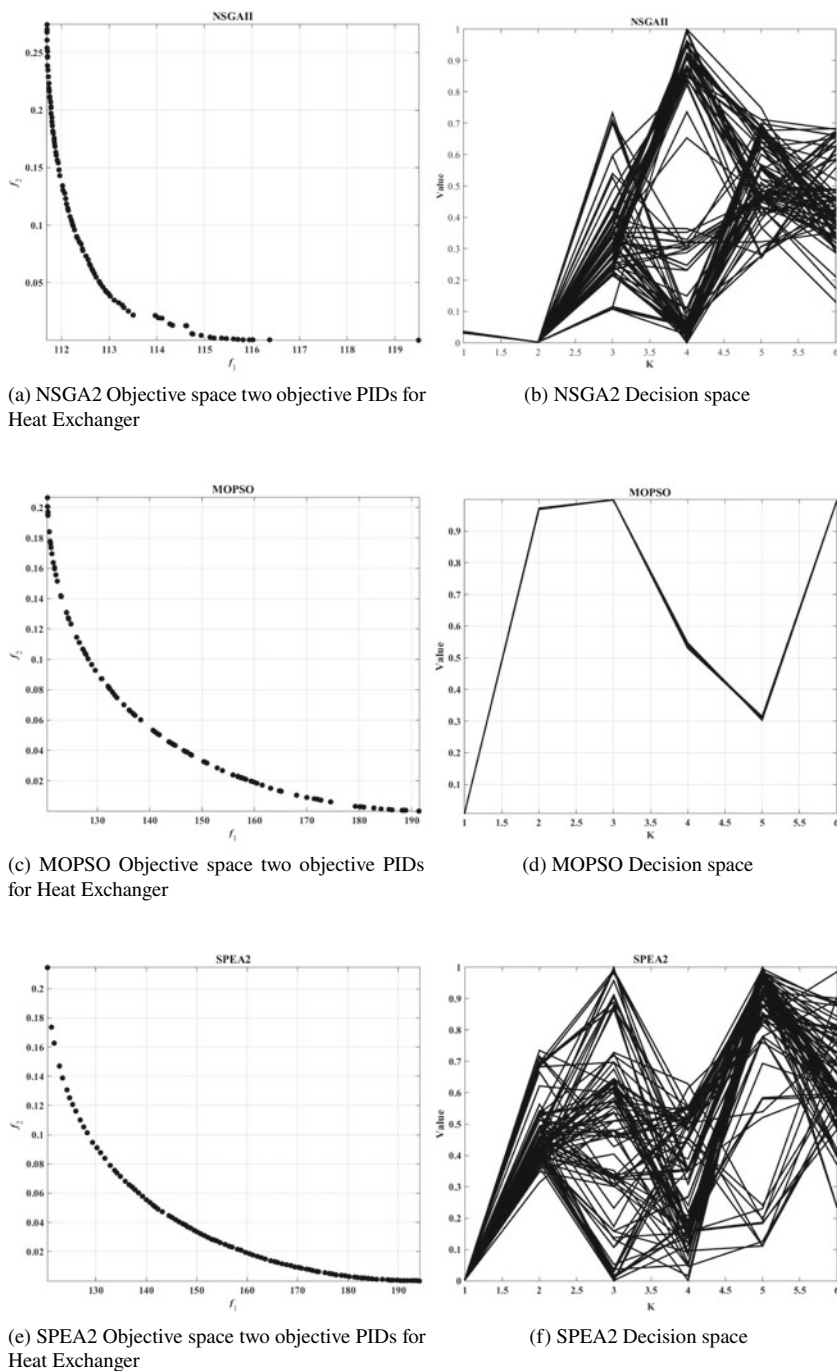 NSGAII
0.25
0.2
0.15
0.1
0.05
f2
112 113 114 115 116 117 118 119
f1
NSGAII
1
0.9
0.8
0.7
0.6
0.5
0.4
0.3
0.2
0.1
0
Value
1 1.5 2 2.5 3 3.5 4 4.5 5 5.5 6
K
(a) NSGA2 Objective space two objective PIDs for
Heat Exchanger
(b) NSGA2 Decision space
MOPSO
0.2
0.18
0.16
0.14
0.12
0.1
0.08
0.06
0.04
0.02
f2
130 140 150 160 170 180 190
f1
MOPSO
0.9
0.8
0.7
0.6
0.5
0.4
0.3
0.2
0.1
Value
1 1.5 2 2.5 3 3.5 4 4.5 5 5.5 6
K
(c) MOPSO Objective space two objective PIDs
for Heat Exchanger
(d) MOPSO Decision space
SPEA2
0.2
0.18
0.16
0.14
0.12
0.1
0.08
0.06
0.04
0.02
f2
130 140 150 160 170 180 190
f1
SPEA2
1
0.9
0.8
0.7
0.6
0.5
0.4
0.3
0.2
0.1
0
Value
1 1.5 2 2.5 3 3.5 4 4.5 5 5.5 6
K
(e) SPEA2 Objective space two objective PIDs for
Heat Exchanger
(f) SPEA2 Decision space